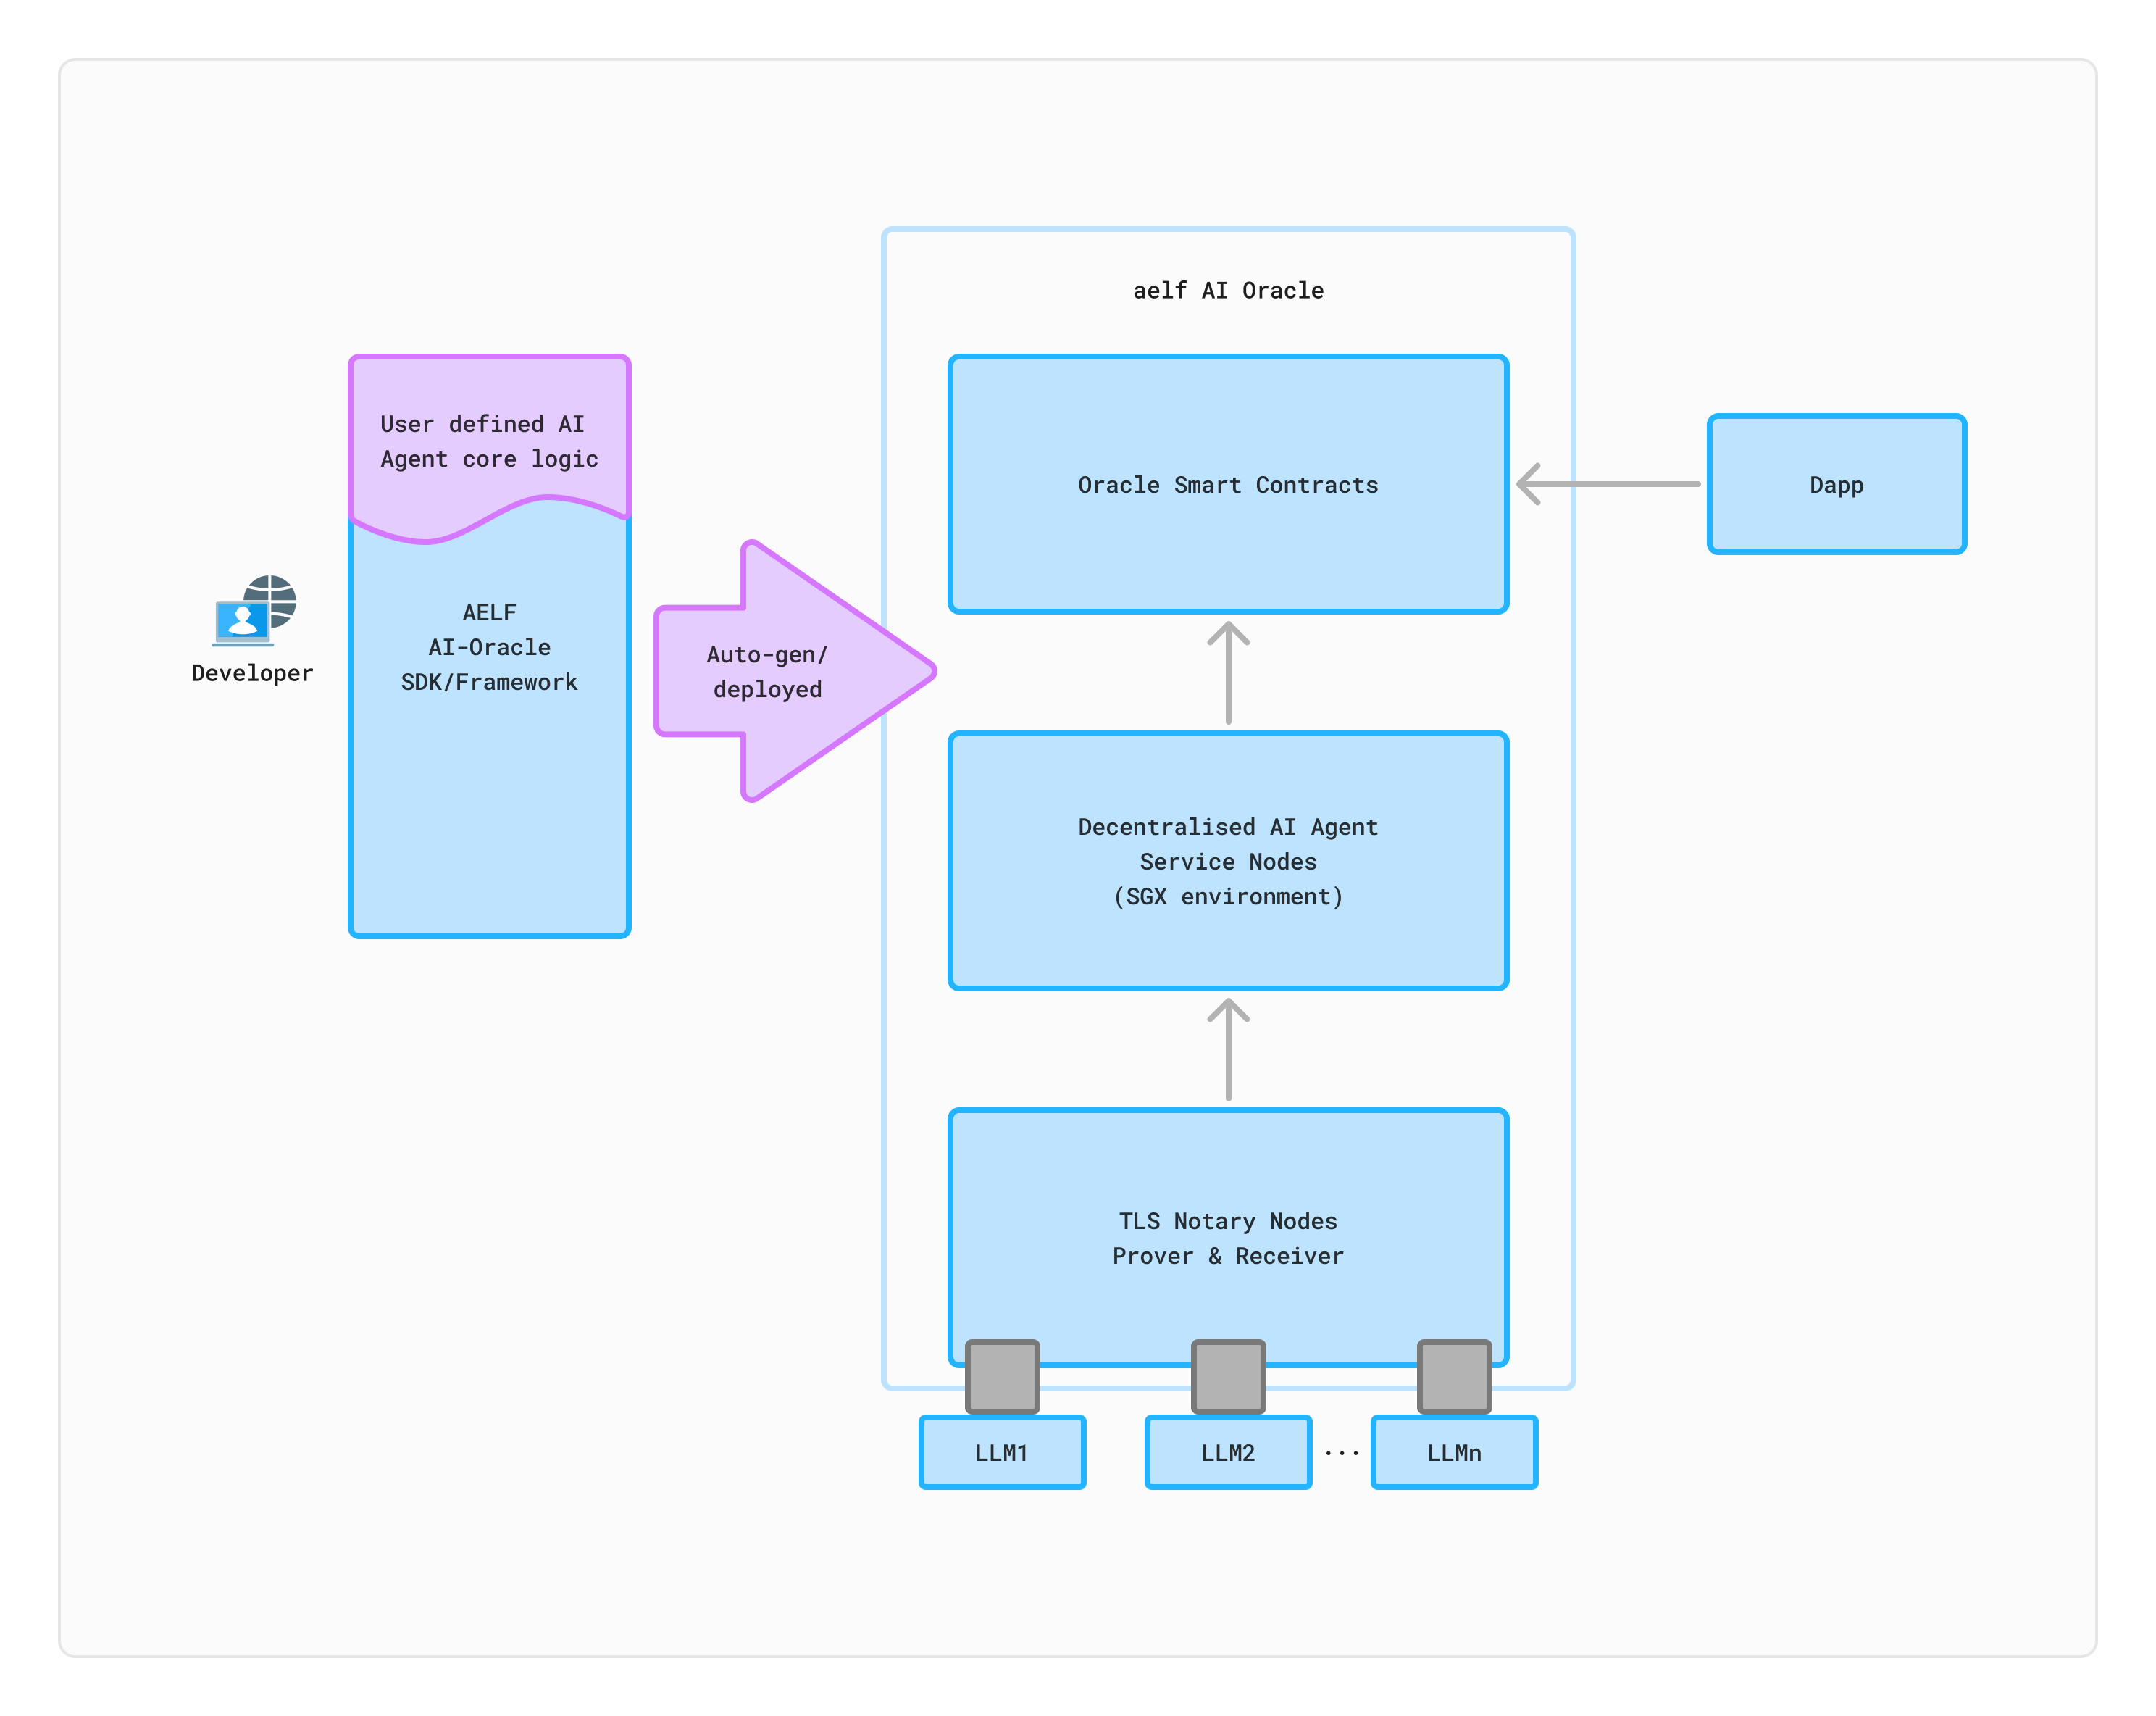 aelf AI Oracle
User defined AI
Agent core logic
AELF
AI-Oracle
SDK/Framework
Developer
Auto-gen/
deployed
Oracle Smart Contracts
Dapp
Decentralised AI Agent
Service Nodes
(SGX environment)
TLS Notary Nodes
Prover & Receiver
LLM1
LLM2
...
LLMn